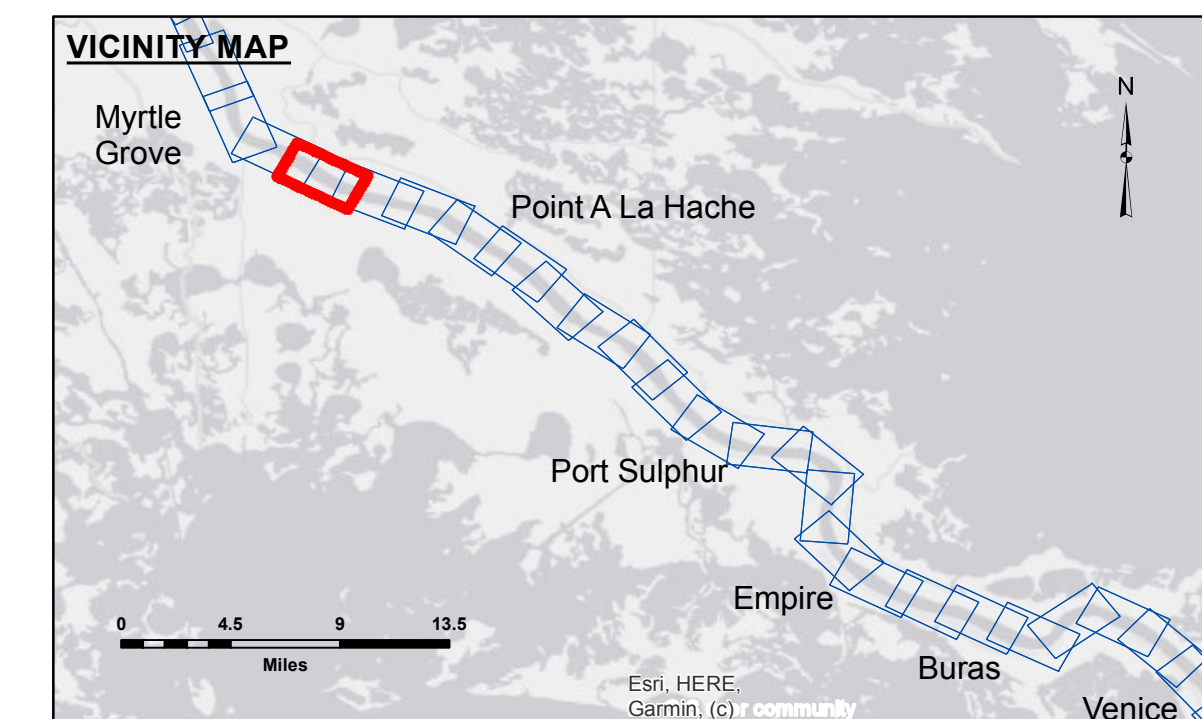 VICINITY MAP
N
Myrtle
Grove
Point A La Hache
Port Sulphur
Empire
0 4.5 9 13.5
Miles
Buras
Esri, HERE,
Garmin, (c) r community
Venice